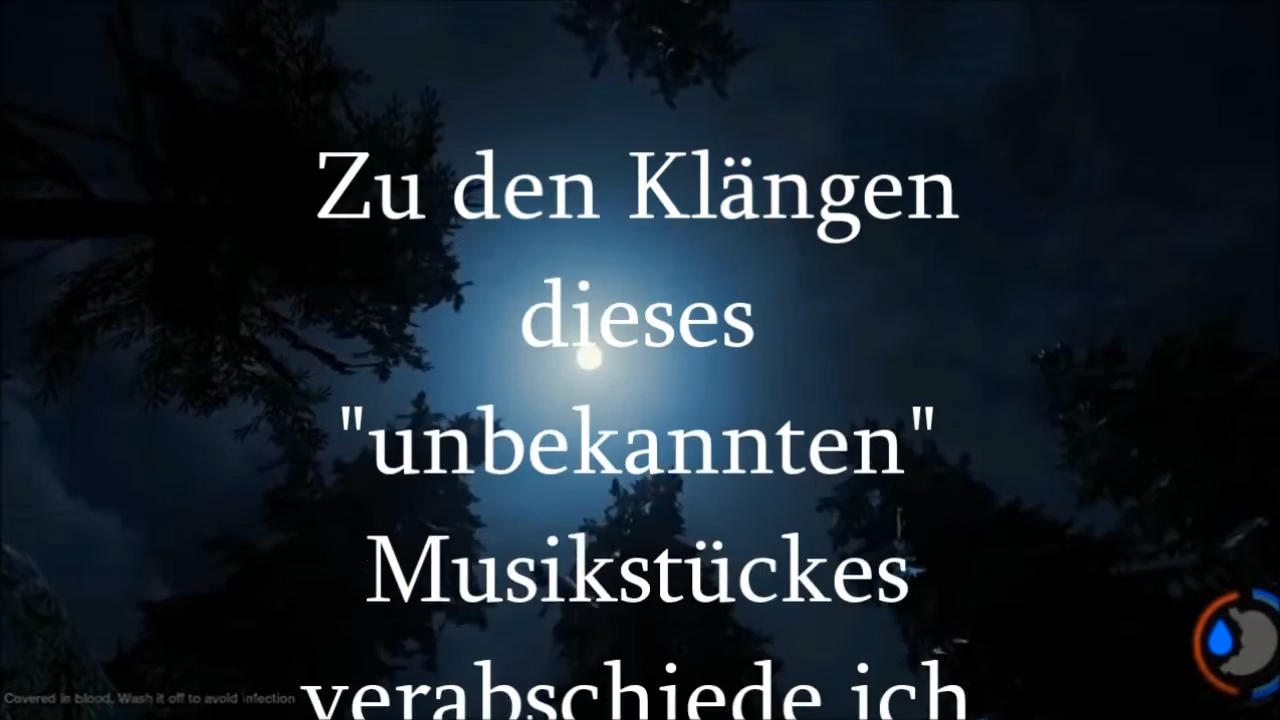 Zu den Klängen
dieses
"unbekannten"
Musikstückes
verabschiede ich
Covered in blood. Wash it off to avoid infection